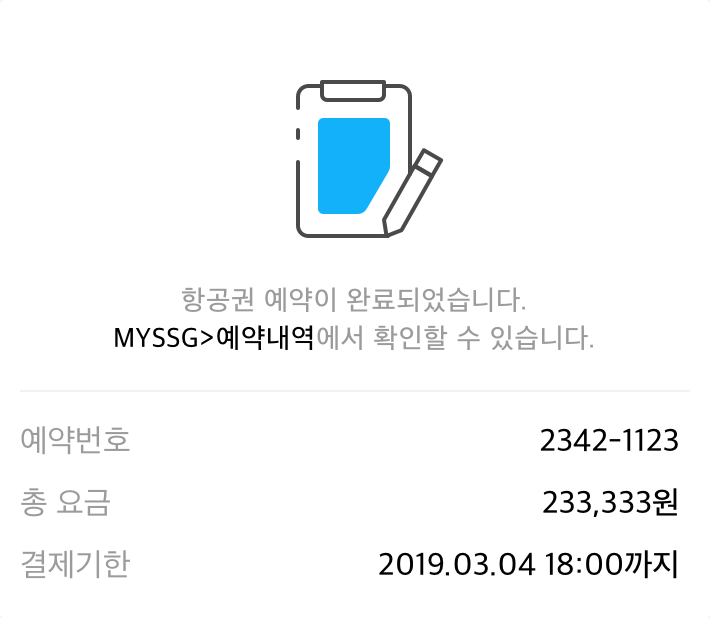 항공권 예약이 완료되었습니다.
MYSSG>예약내역에서 확인할 수 있습니다.
예약번호 2342-1123
총 요금 233,333원
결제기한 2019.03.04 18:00까지